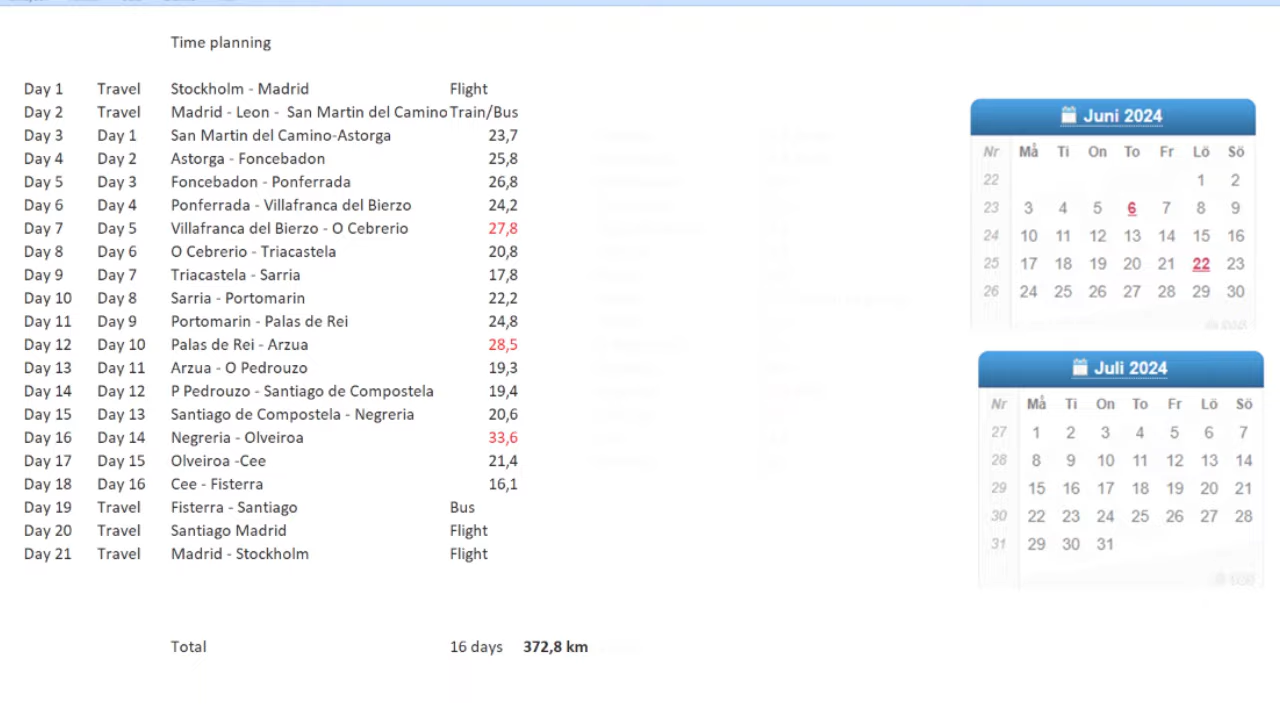 Time planning
Day 1 Travel Stockholm - Madrid Flight
Day 2 Travel Madrid - Leon - San Martin del Camino Train/Bus
Day 3 Day 1 San Martin del Camino-Astorga 23,7
Day 4 Day 2 Astorga - Foncebadon 25,8
Day 5 Day 3 Foncebadon - Ponferrada 26,8
Day 6 Day 4 Ponferrada - Villafranca del Bierzo 24,2
Day 7 Day 5 Villafranca del Bierzo - O Cebrerio 27,8
Day 8 Day 6 O Cebrerio - Triacastela 20,8
Day 9 Day 7 Triacastela - Sarria 17,8
Day 10 Day 8 Sarria - Portomarin 22,2
Day 11 Day 9 Portomarin - Palas de Rei 24,8
Day 12 Day 10 Palas de Rei - Arzua 28,5
Day 13 Day 11 Arzua - O Pedrouzo 19,3
Day 14 Day 12 P Pedrouzo - Santiago de Compostela 19,4
Day 15 Day 13 Santiago de Compostela - Negreria 20,6
Day 16 Day 14 Negreria - Olveiroa 33,6
Day 17 Day 15 Olveiroa -Cee 21,4
Day 18 Day 16 Cee - Fisterra 16,1
Day 19 Travel Fisterra - Santiago Bus
Day 20 Travel Santiago Madrid Flight
Day 21 Travel Madrid - Stockholm Flight
Total 16 days 372,8 km
Juni 2024
Nr Må Ti On To Fr Lö Sö
22 1 2
23 3 4 5 6 7 8 9
24 10 11 12 13 14 15 16
25 17 18 19 20 21 22 23
26 24 25 26 27 28 29 30
Juli 2024
Nr Må Ti On To Fr Lö Sö
27 1 2 3 4 5 6 7
28 8 9 10 11 12 13 14
29 15 16 17 18 19 20 21
30 22 23 24 25 26 27 28
31 29 30 31